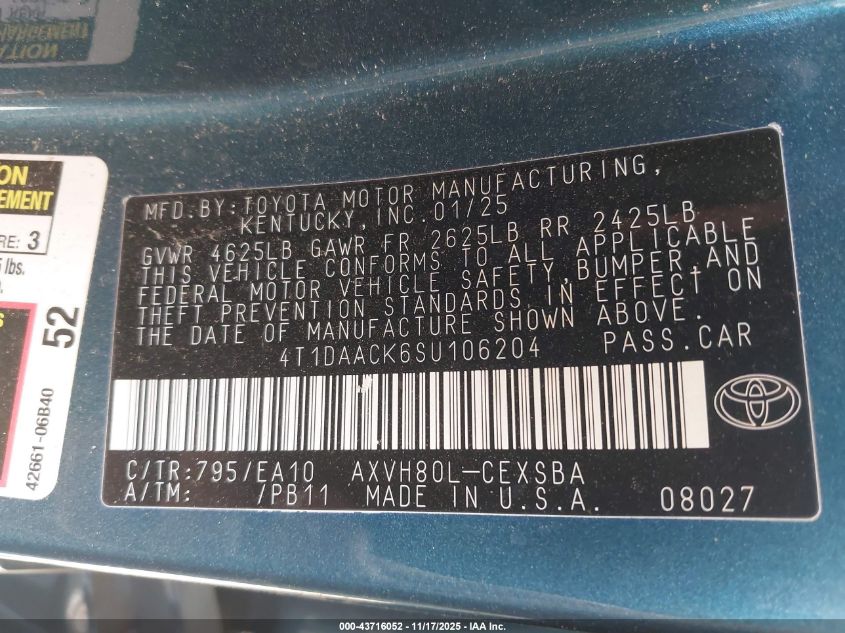 ON
EMENT
RE: 3
lbs.
52
42661-06B40
MFD.BY:TOYOTA MOTOR MANUFACTURING,
KENTUCKY,INC.01/25
GVWR 4625LB GAWR FR 2625LB RR 2425LB
THIS VEHICLE CONFORMS TO ALL APPLICABLE
FEDERAL MOTOR VEHICLE SAFETY,BUMPER,AND
THEFT PREVENTION STANDARDS IN EFFECT ON
THE DATE OF MANUFACTURE SHOWN ABOVE.
4T1DAACK6SU106204 PASS.CAR
C/TR:795/EA10 AXVH80L-CEXSBA
A/TM: /PB11 MADE IN U.S.A. 08027
000-43716052 - 11/17/2025 - IAA Inc.